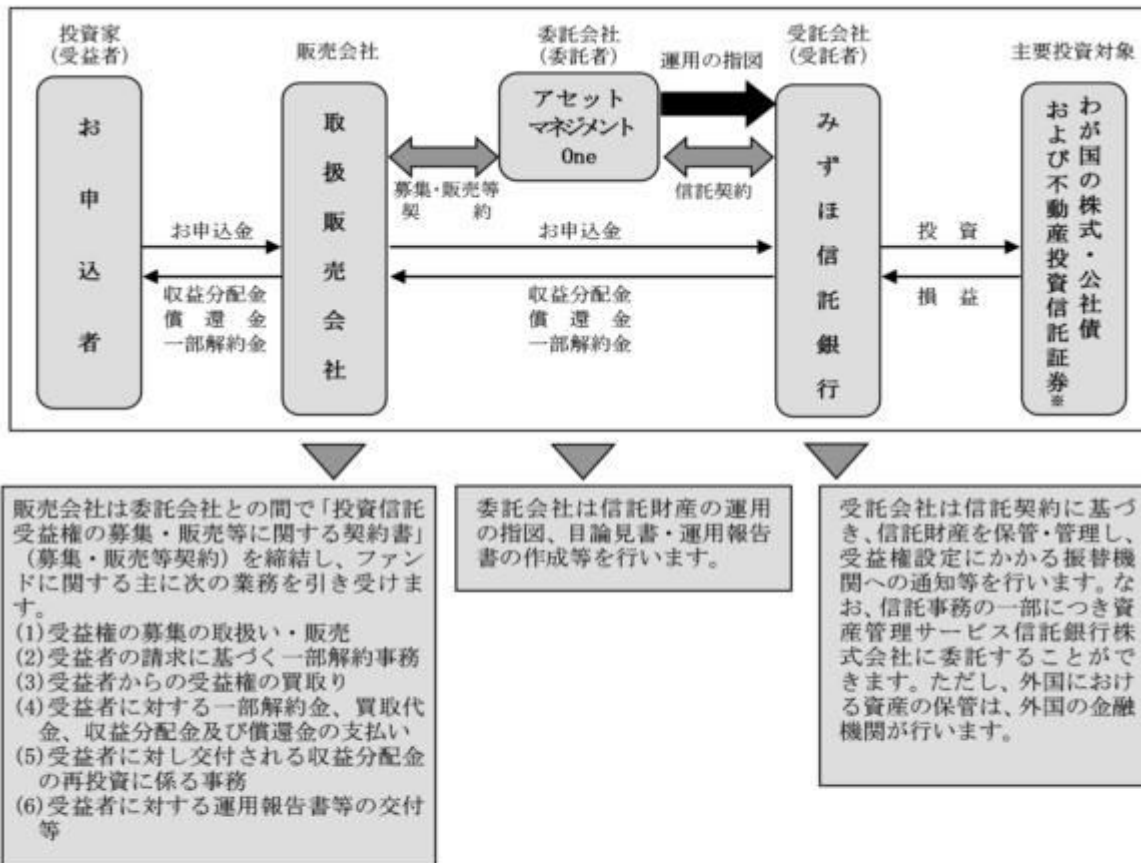 投資家
(受益者)
販売会社
委託会社
(委託者)
運用の指図
受託会社
(受託者)
主要投資対象
お申込者
取扱販売会社
アセット
マネジメント
One
みずほ信託銀行
わが国の株式・公社債
および不動産投資信託証券※
募集・販売等
契約
信託契約
お申込金
収益分配金
償還金
一部解約金
お申込金
収益分配金
償還金
一部解約金
投資
損益
販売会社は委託会社との間で「投資信託
受益権の募集・販売等に関する契約書」
(募集・販売等契約)を締結し、ファン
ドに関する主に次の業務を引き受けま
す。
(1)受益権の募集の取扱い・販売
(2)受益者の請求に基づく一部解約事務
(3)受益者からの受益権の買取り
(4)受益者に対する一部解約金、買取代
金、収益分配金及び償還金の支払い
(5)受益者に対し交付される収益分配金
の再投資に係る事務
(6)受益者に対する運用報告書等の交付
等
委託会社は信託財産の運用
の指図、目論見書・運用報告
書の作成等を行います。
受託会社は信託契約に基づ
き、信託財産を保管・管理し、
受益権設定にかかる振替機
関への通知等を行います。な
お、信託事務の一部につき資
産管理サービス信託銀行株
式会社に委託することがで
きます。ただし、外国におけ
る資産の保管は、外国の金融
機関が行います。